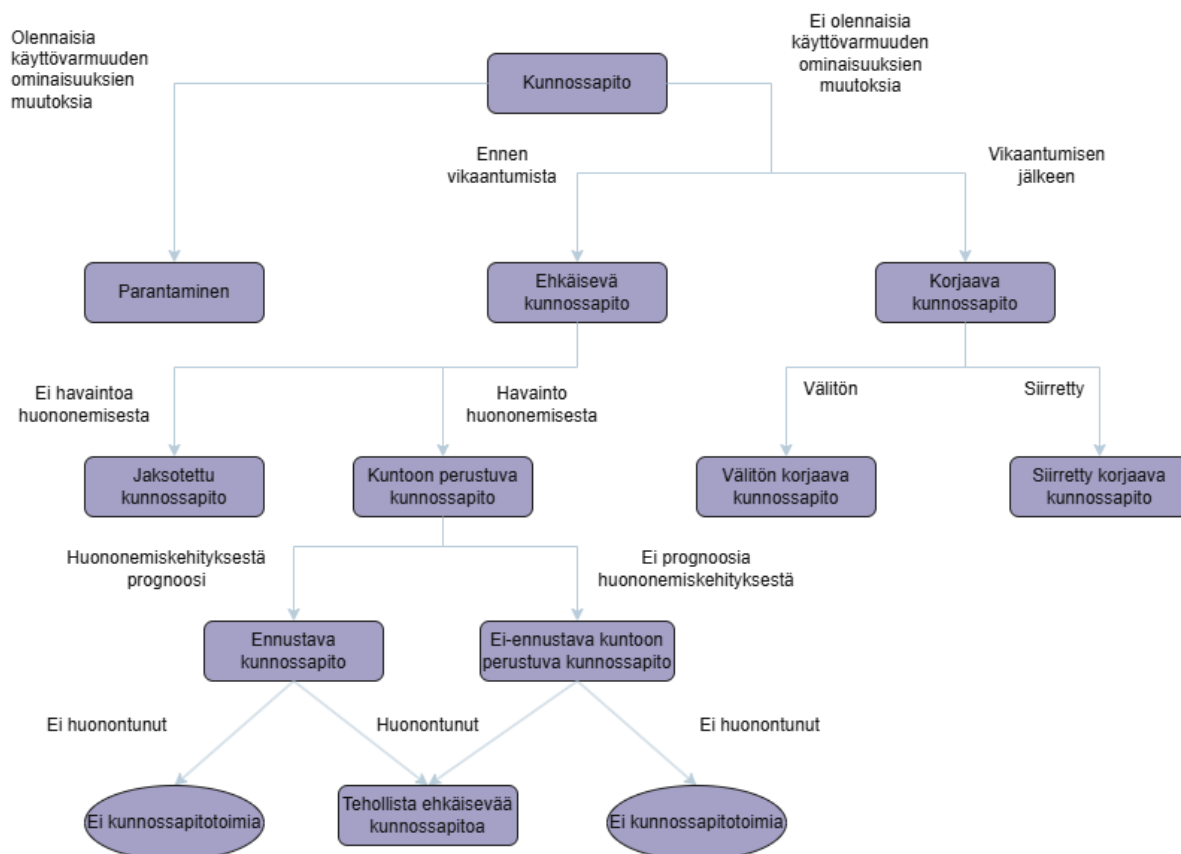 Olennaisia
käyttövarmuuden
ominaisuuksien
muutoksia
Kunnossapito
Ei olennaisia
käyttövarmuuden
ominaisuuksien
muutoksia
Ennen
vikaantumista
Vikaantumisen
jälkeen
Parantaminen
Ehkäisevä
kunnossapito
Korjaava
kunnossapito
Ei havaintoa
huononemisesta
Havainto
huononemisesta
Välitön
Siirretty
Jaksotettu
kunnossapito
Kuntoon perustuva
kunnossapito
Välitön korjaava
kunnossapito
Siirretty korjaava
kunnossapito
Huononemiskehityksestä
prognoosi
Ei prognoosia
huononemiskehityksestä
Ennustava
kunnossapito
Ei-ennustava kuntoon
perustuva kunnossapito
Ei huonontunut
Huonontunut
Ei huonontunut
Ei kunnossapitotoimia
Tehollista ehkäisevää
kunnossapitoa
Ei kunnossapitotoimia